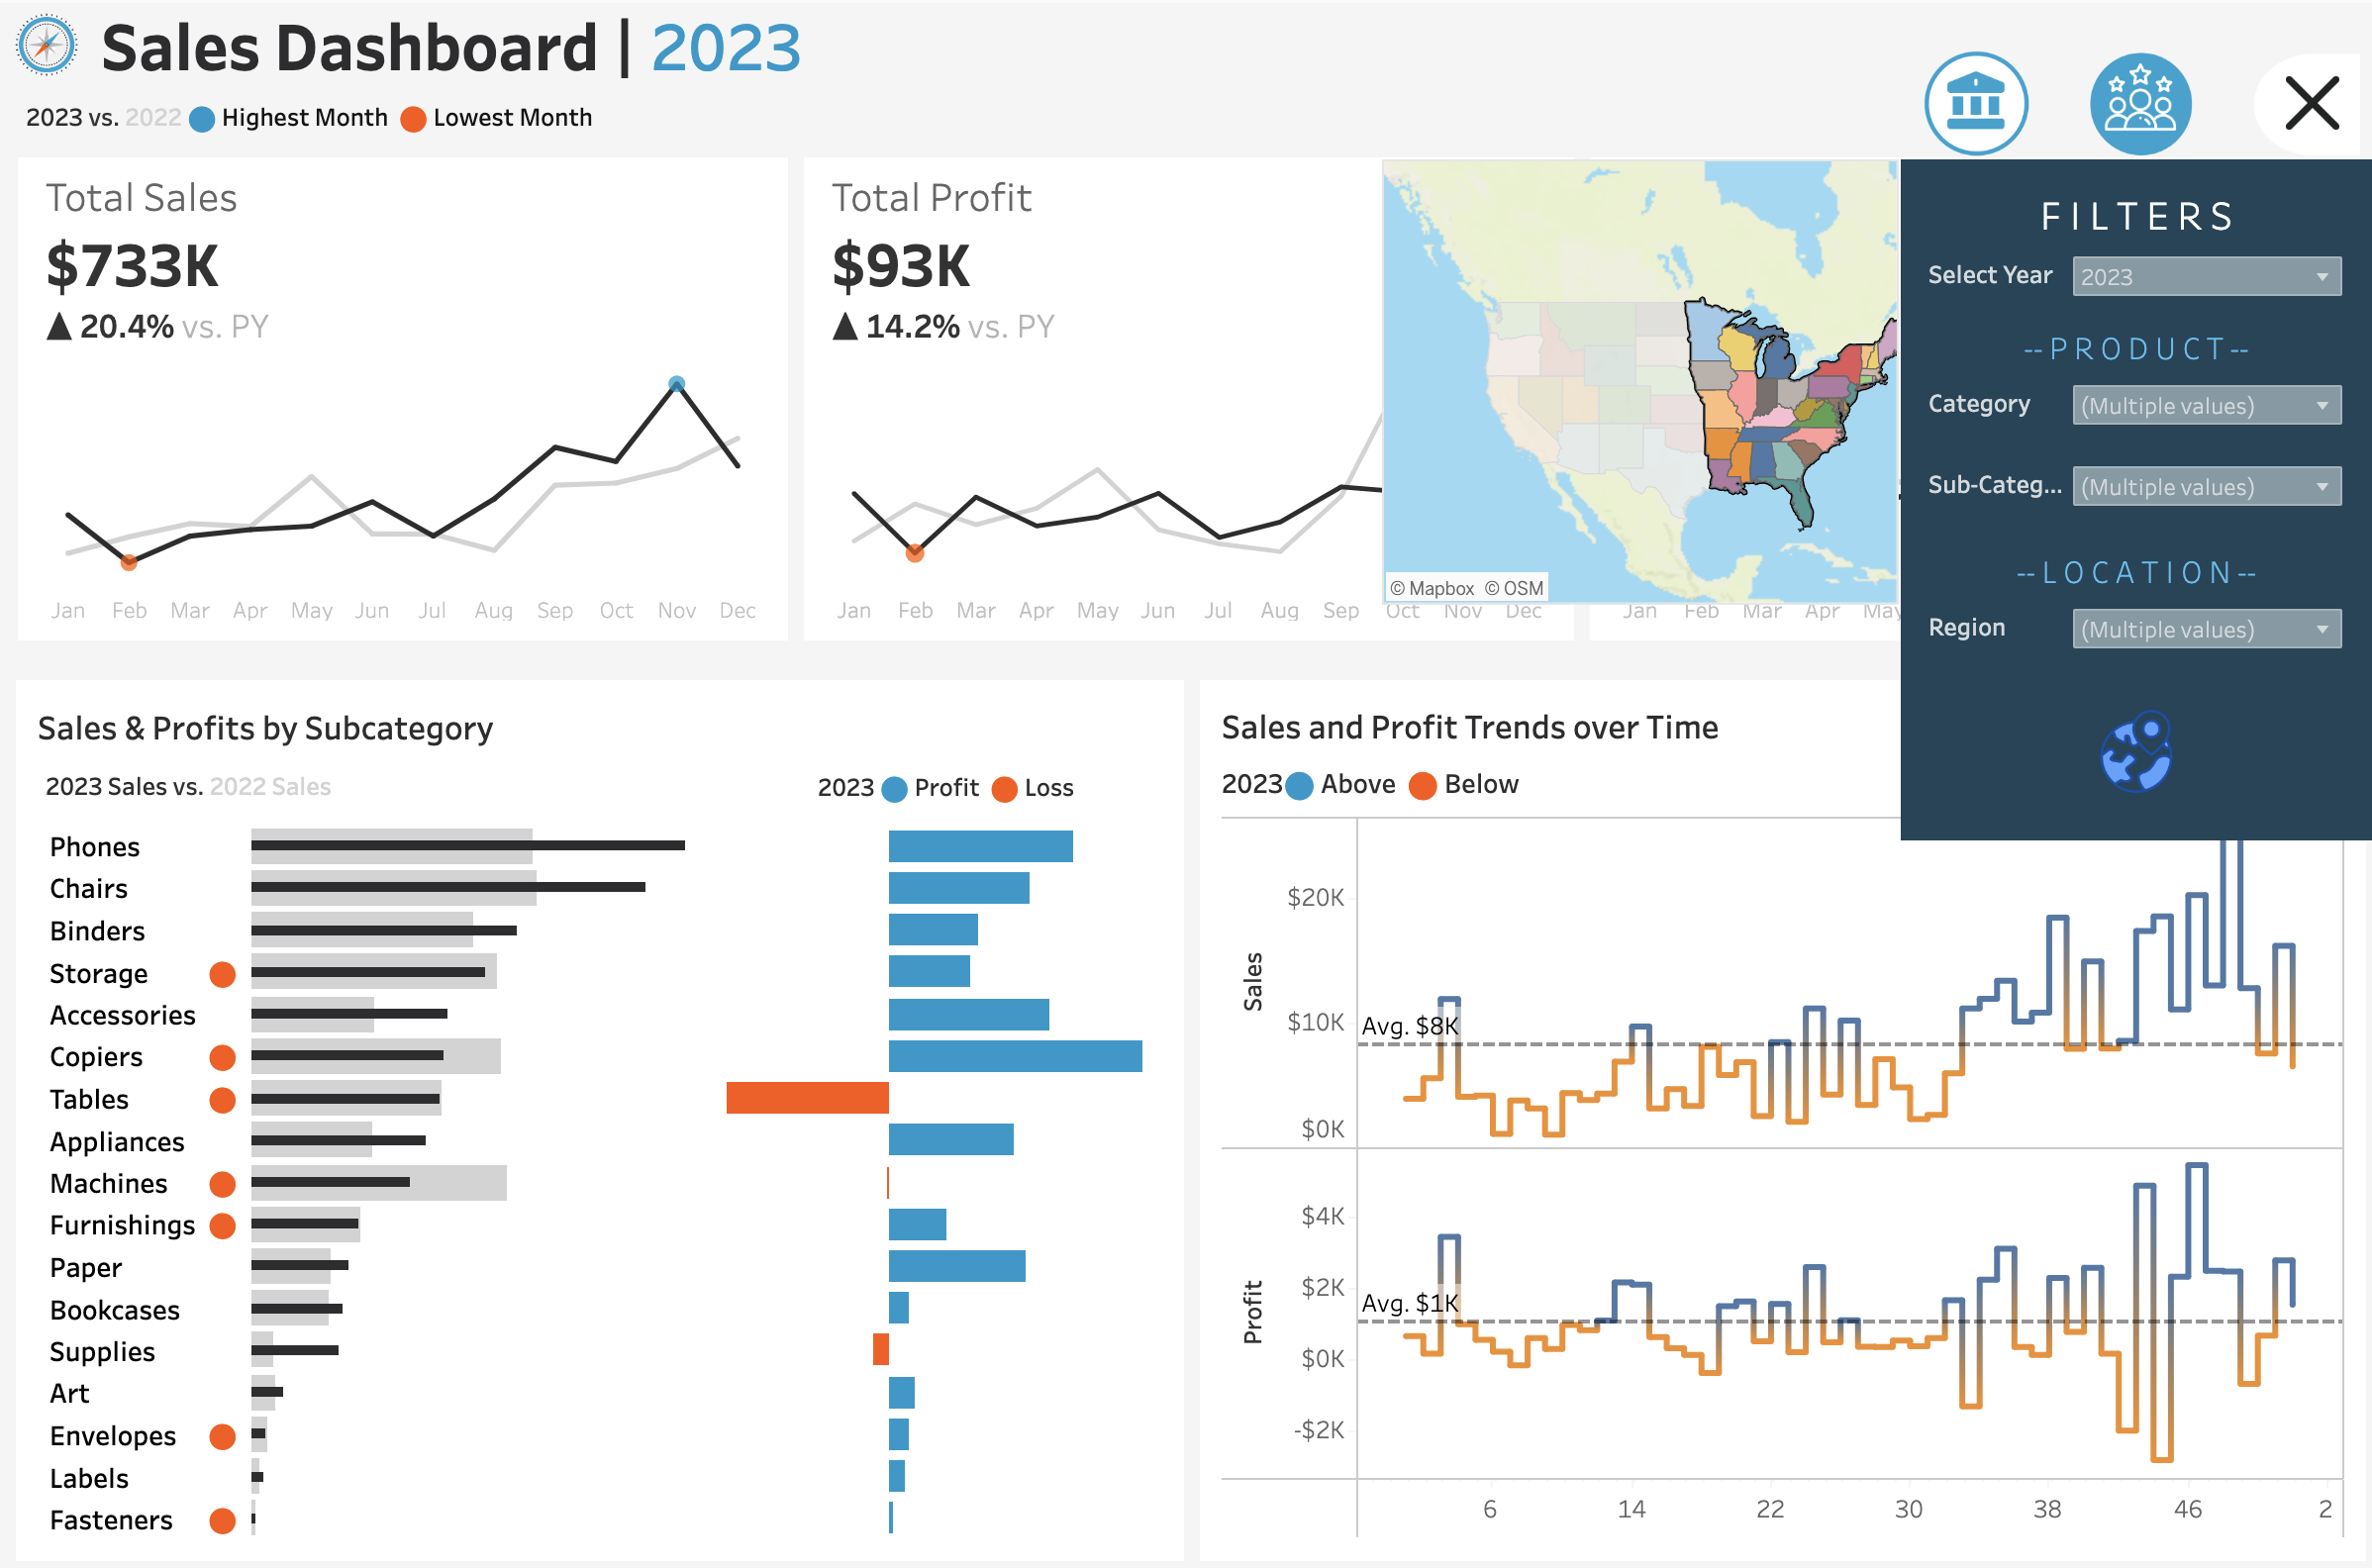 Sales Dashboard | 2023
2023 vs. 2022 Highest Month Lowest Month
Total Sales
$733K
▲ 20.4% vs. PY
Jan Feb Mar Apr May Jun Jul Aug Sep Oct Nov Dec
Total Profit
$93K
▲ 14.2% vs. PY
Jan Feb Mar Apr May Jun Jul Aug Sep Oct Nov Dec
© Mapbox © OSM
Jan Feb Mar Apr May
FILTERS
Select Year 2023
--PRODUCT--
Category (Multiple values)
Sub-Categ... (Multiple values)
--LOCATION--
Region (Multiple values)
Sales & Profits by Subcategory
2023 Sales vs. 2022 Sales
2023 Profit Loss
Phones
Chairs
Binders
Storage
Accessories
Copiers
Tables
Appliances
Machines
Furnishings
Paper
Bookcases
Supplies
Art
Envelopes
Labels
Fasteners
Sales and Profit Trends over Time
2023 Above Below
Sales
$20K
$10K
Avg. $8K
$0K
Profit
$4K
$2K
Avg. $1K
$0K
-$2K
6 14 22 30 38 46 2